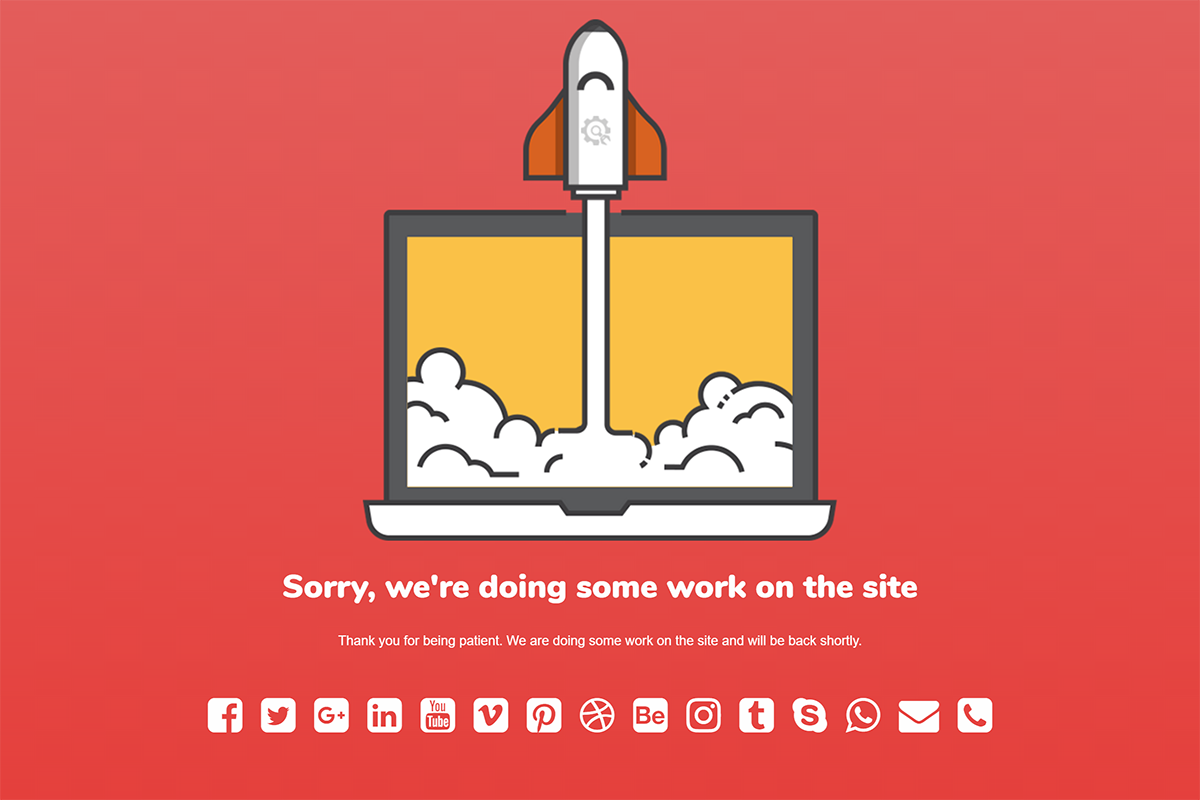 Sorry, we're doing some work on the site
Thank you for being patient. We are doing some work on the site and will be back shortly.
G+ in You Tube Be t S